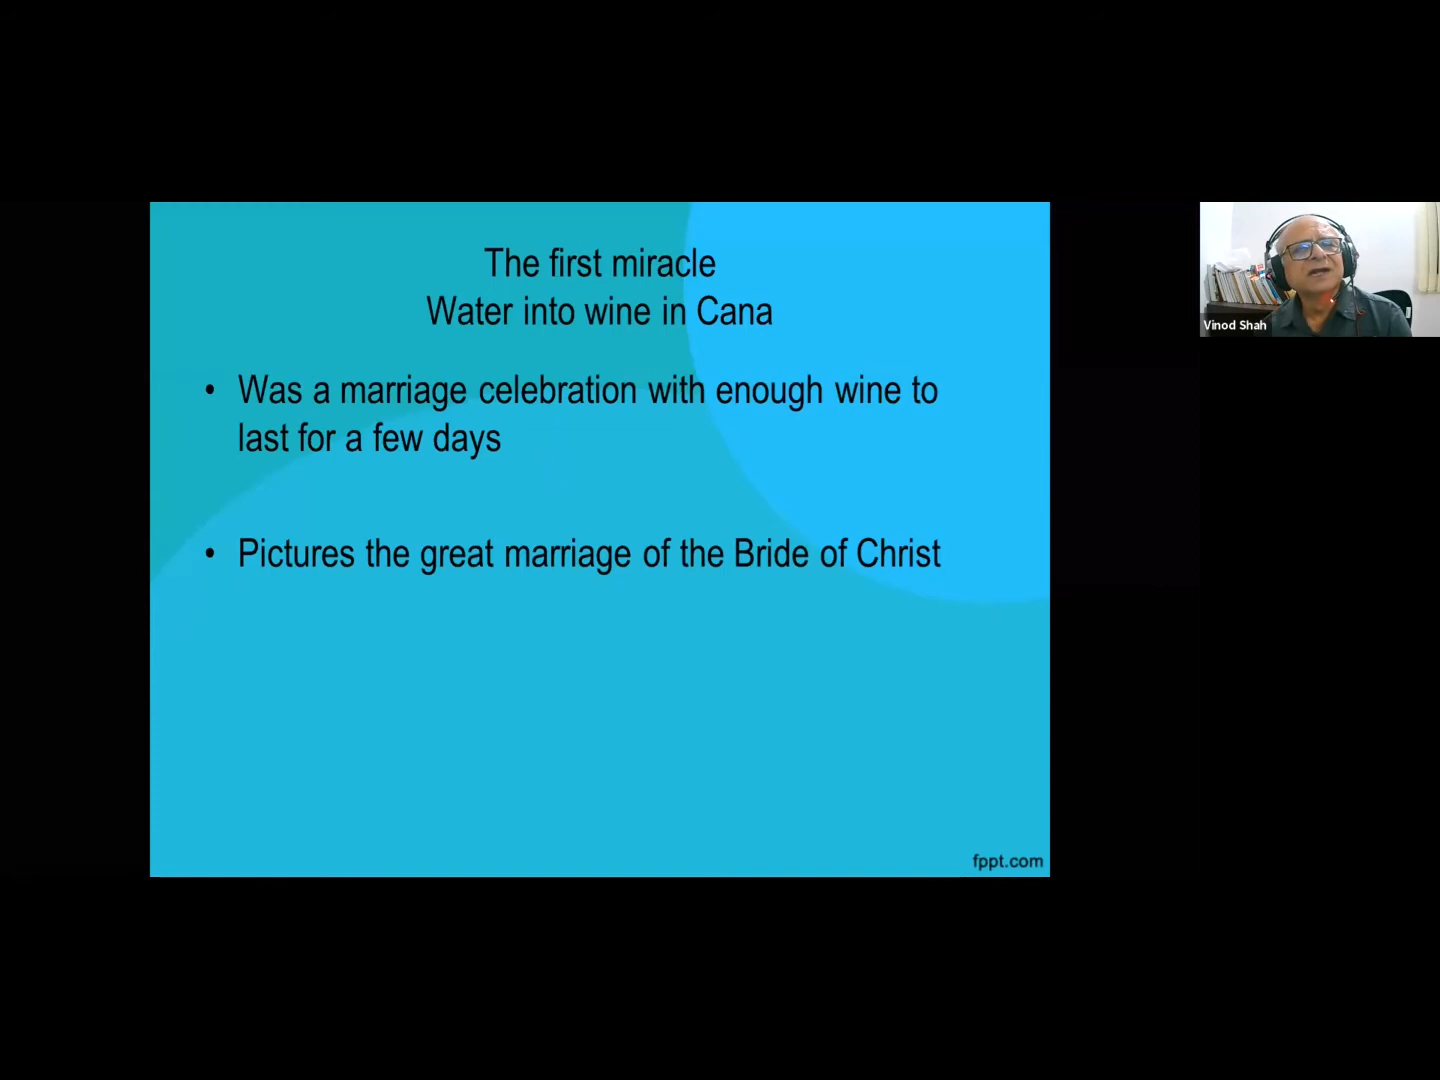 The first miracle
Water into wine in Cana
• Was a marriage celebration with enough wine to
last for a few days
• Pictures the great marriage of the Bride of Christ
fppt.com
Vinod Shah